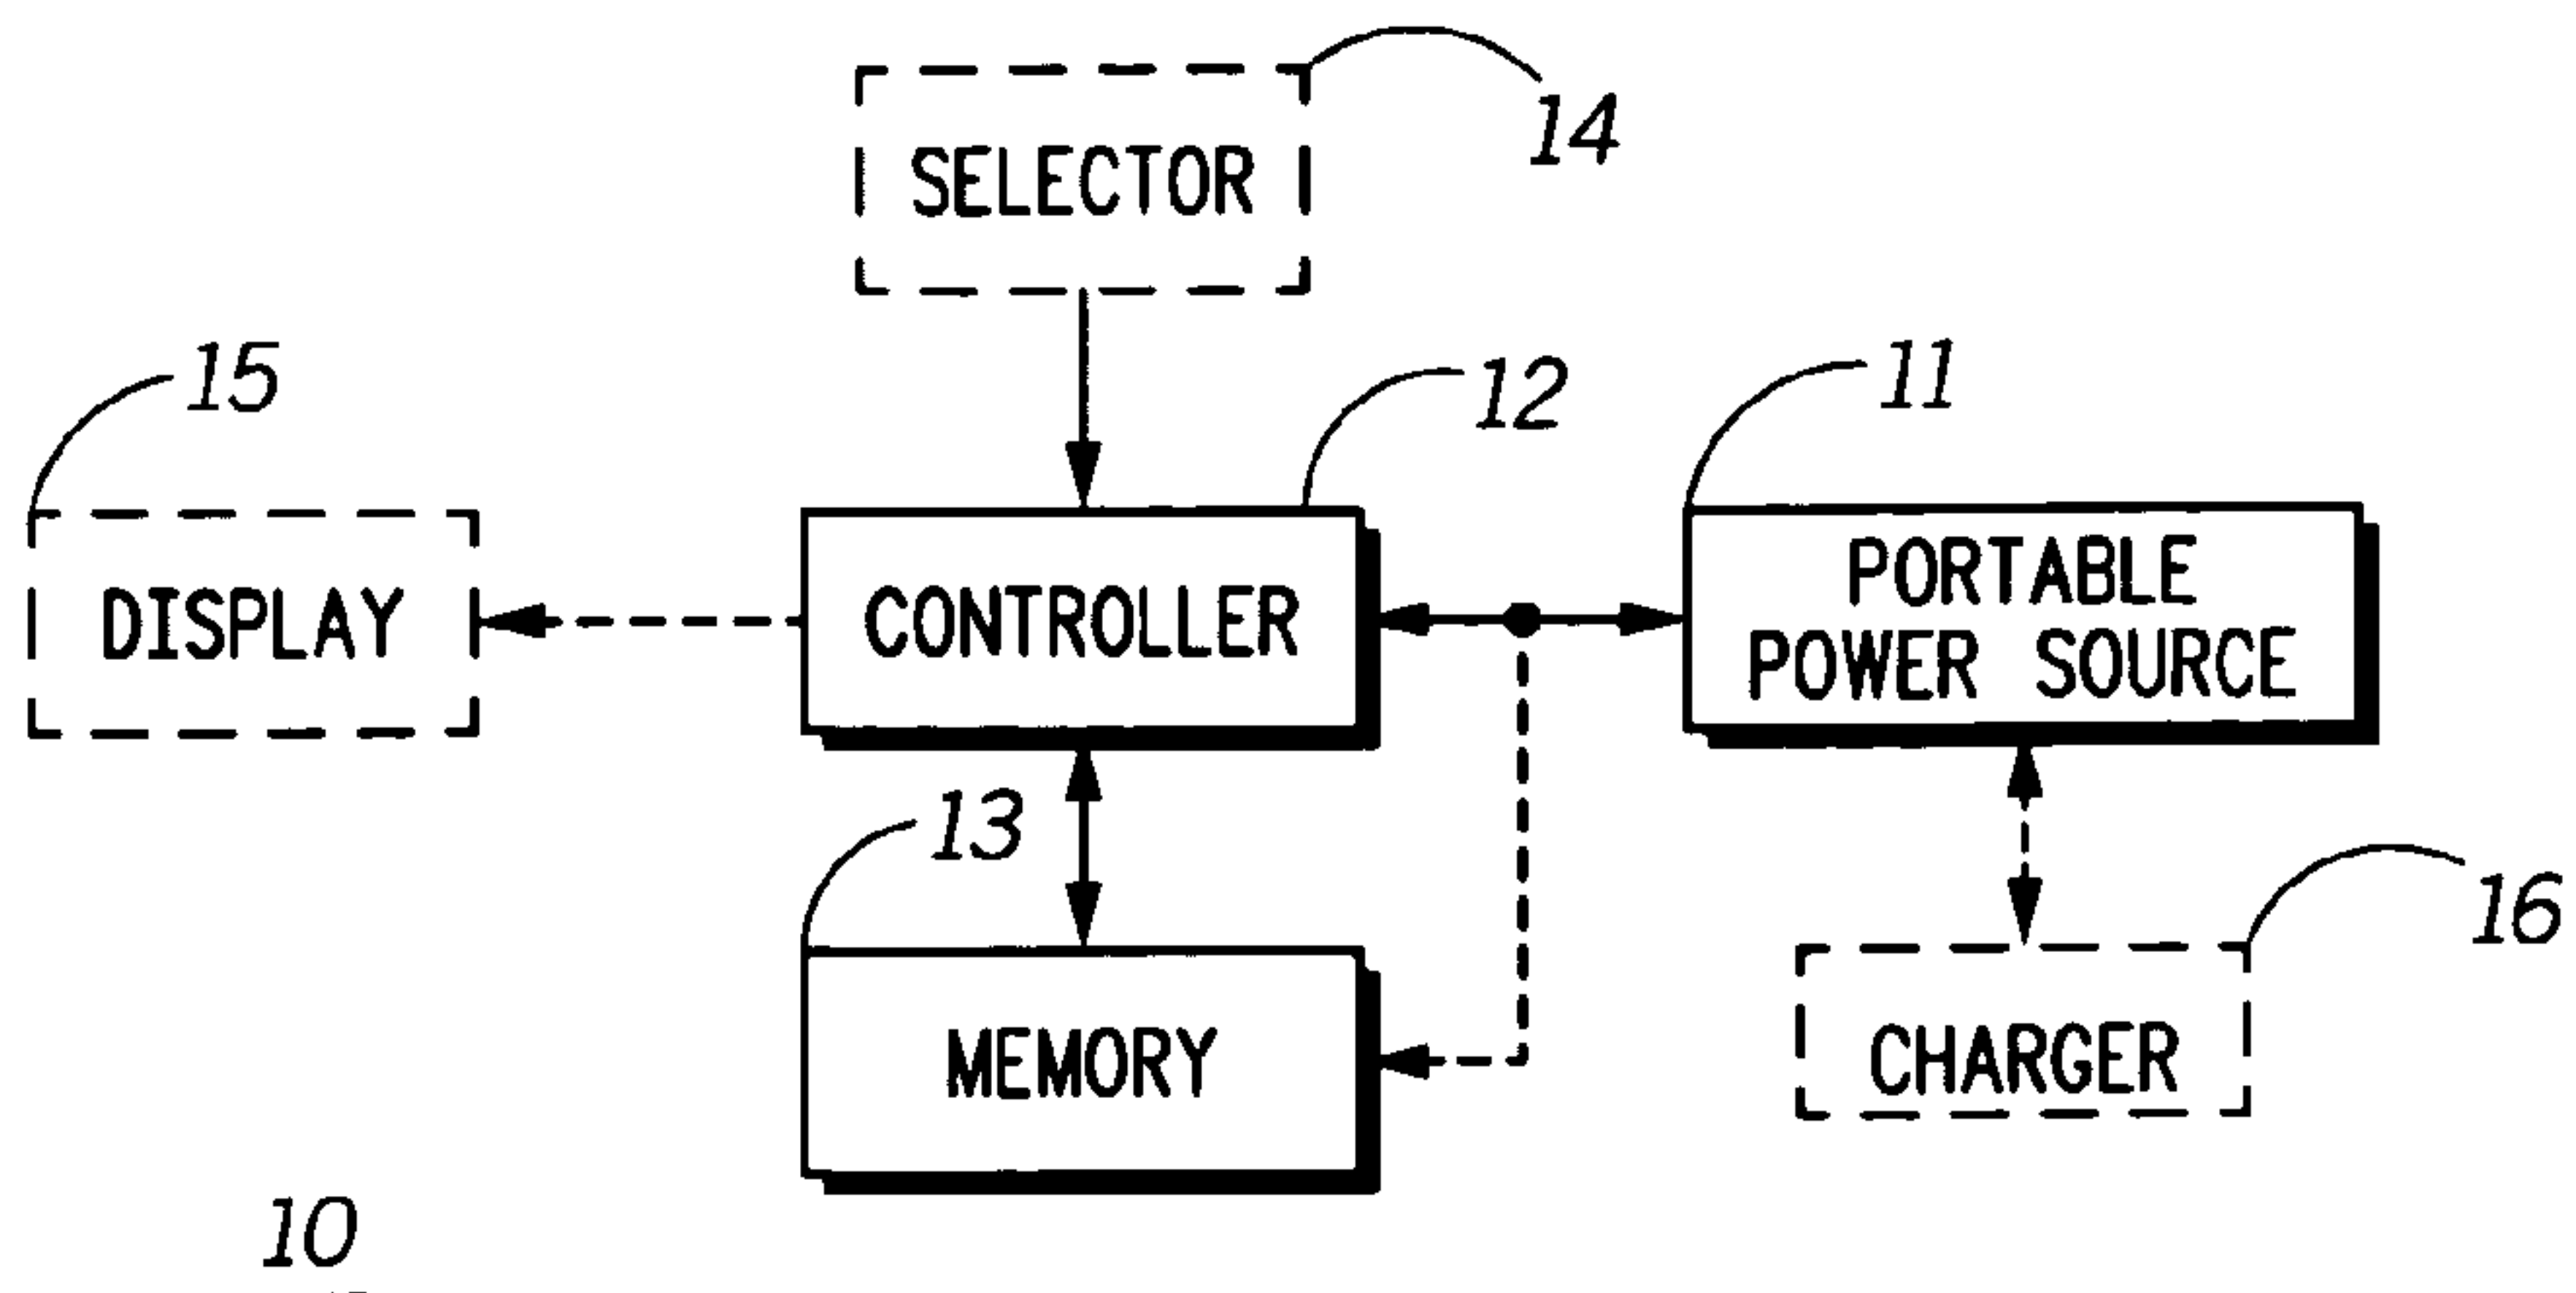 14
SELECTOR
15
12
11
DISPLAY
CONTROLLER
PORTABLE
POWER SOURCE
13
16
MEMORY
CHARGER
10